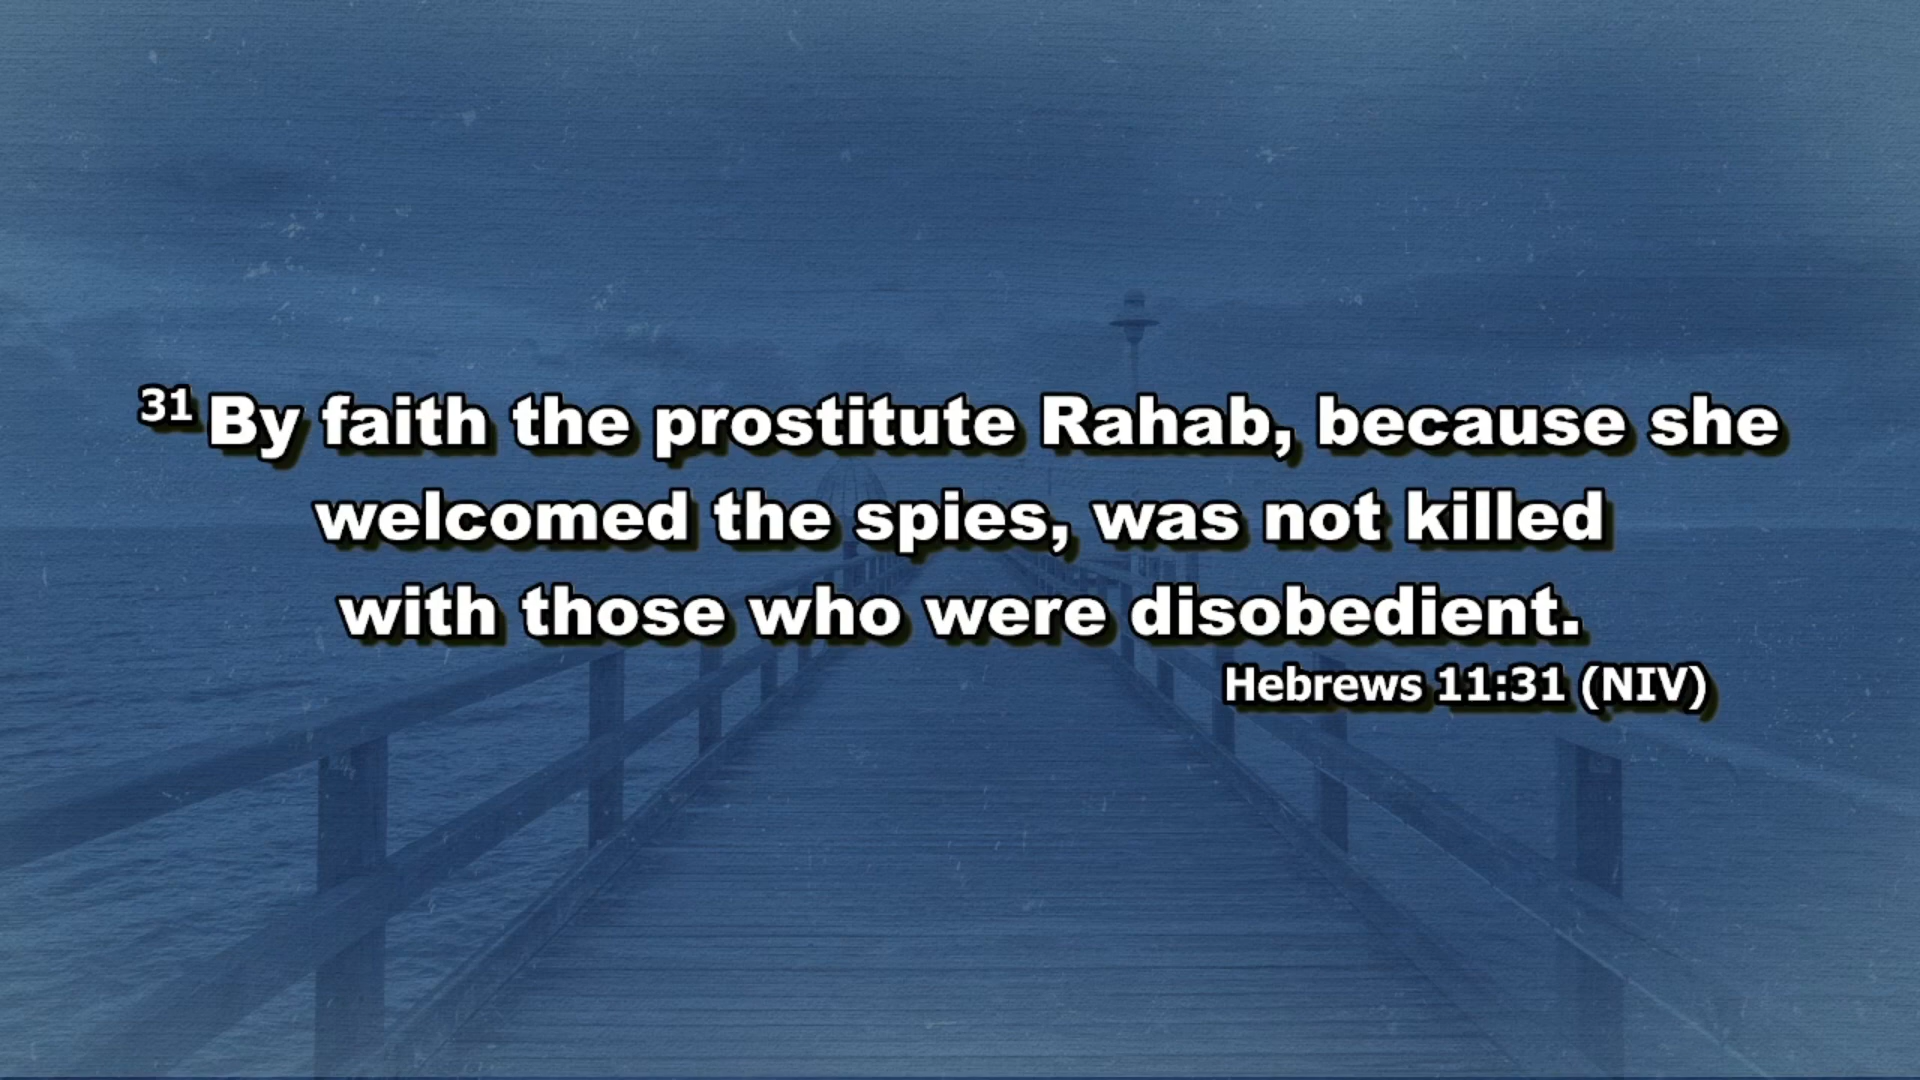 31 By faith the prostitute Rahab, because she
welcomed the spies, was not killed
with those who were disobedient.
Hebrews 11:31 (NIV)